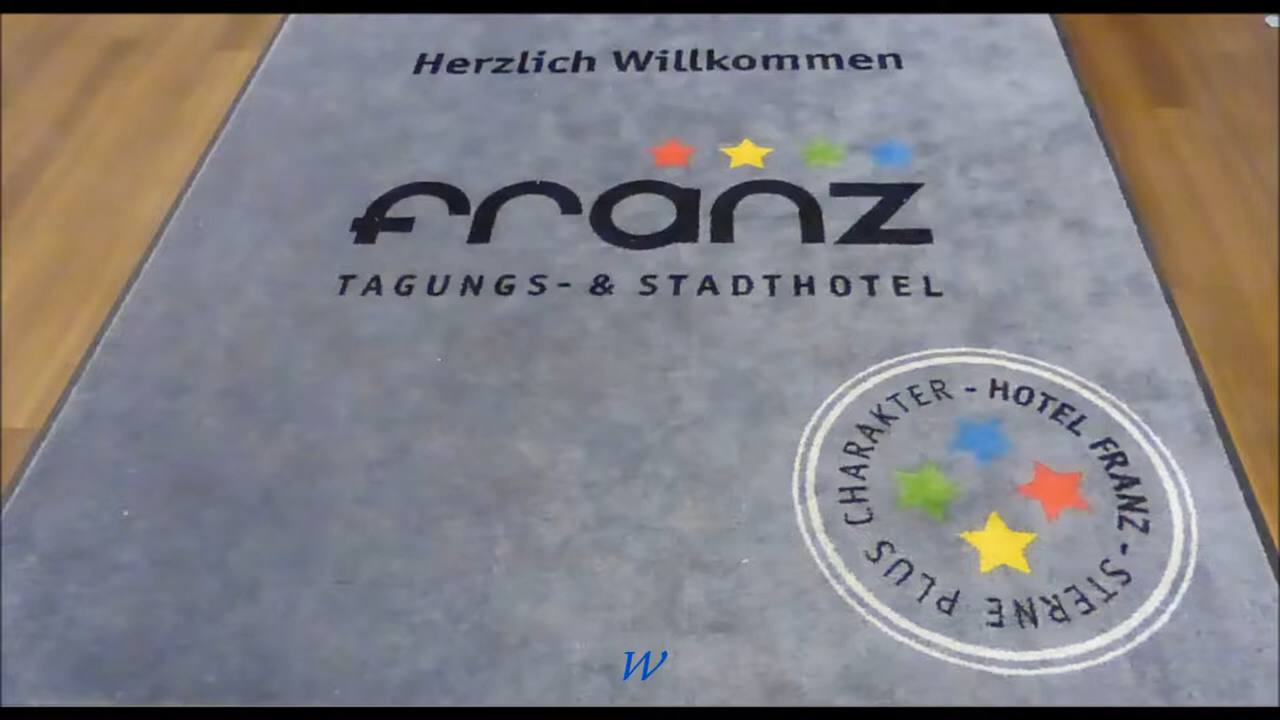 Herzlich Willkommen
franz
TAGUNGS- & STADTHOTEL
CHARAKTER - HOTEL FRANZ - STERNE PLUS
W